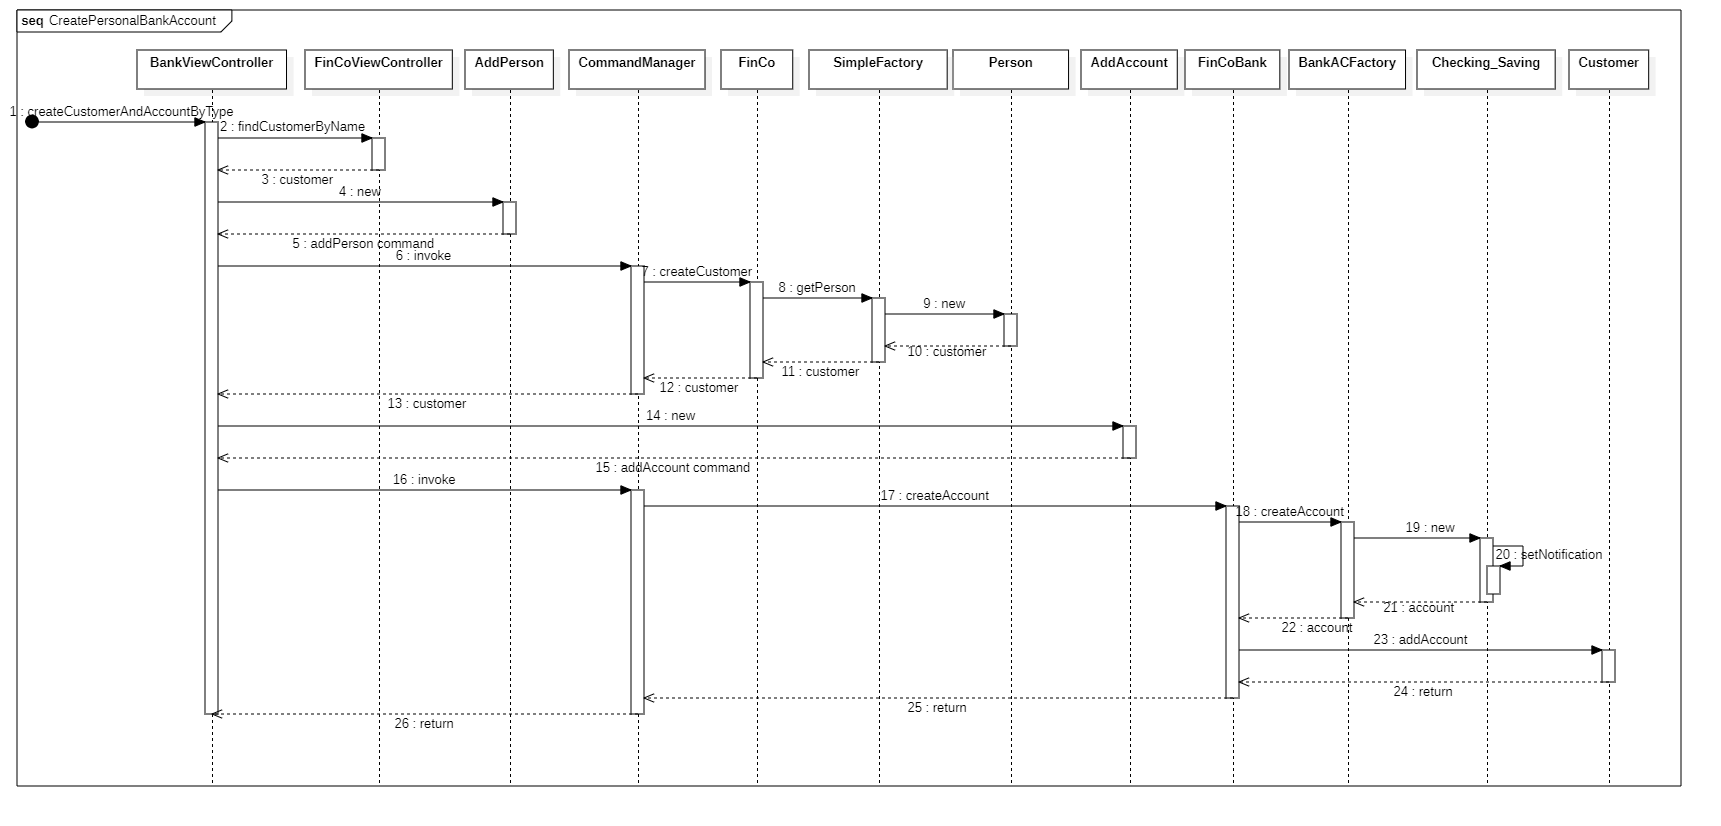 seq CreatePersonalBankAccount
BankViewController
FinCoViewController
AddPerson
CommandManager
FinCo
SimpleFactory
Person
AddAccount
FinCoBank
BankACFactory
Checking_Saving
Customer
1 : createCustomerAndAccountByType
2 : findCustomerByName
3 : customer
4 : new
5 : addPerson command
6 : invoke
7 : createCustomer
8 : getPerson
9 : new
10 : customer
11 : customer
12 : customer
13 : customer
14 : new
15 : addAccount command
16 : invoke
17 : createAccount
18 : createAccount
19 : new
20 : setNotification
21 : account
22 : account
23 : addAccount
24 : return
25 : return
26 : return